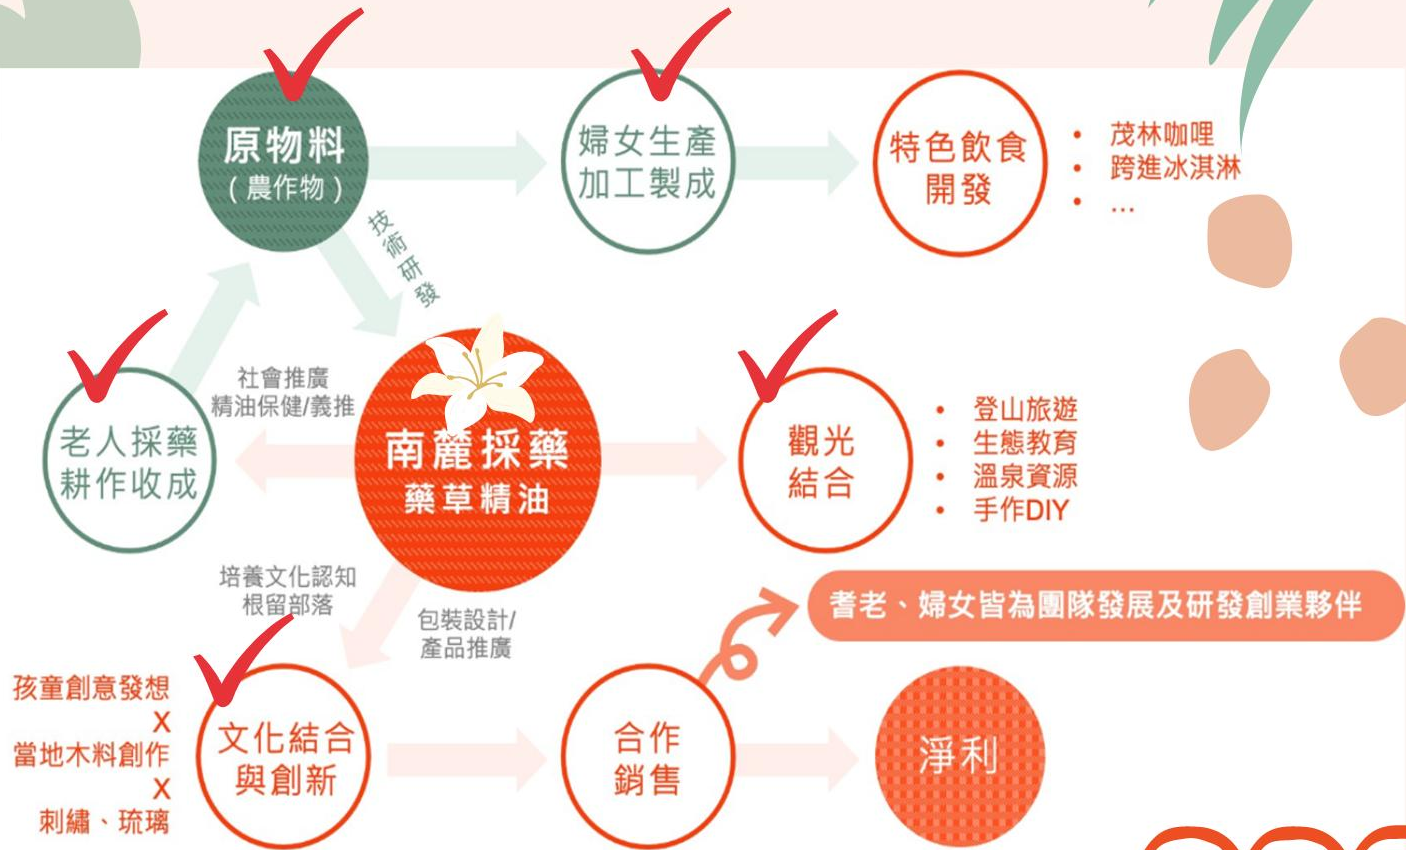 原物料
(農作物)
婦女生產
加工製成
特色飲食
開發
• 茂林咖哩
• 跨進冰淇淋
• ...
技術研發
老人採藥
耕作收成
社會推廣
精油保健/義推
南麓採藥
藥草精油
觀光
結合
• 登山旅遊
• 生態教育
• 溫泉資源
• 手作DIY
培養文化認知
根留部落
包裝設計/
產品推廣
耆老、婦女皆為團隊發展及研發創業夥伴
孩童創意發想
X
當地木料創作
X
刺繡、琉璃
文化結合
與創新
合作
銷售
淨利